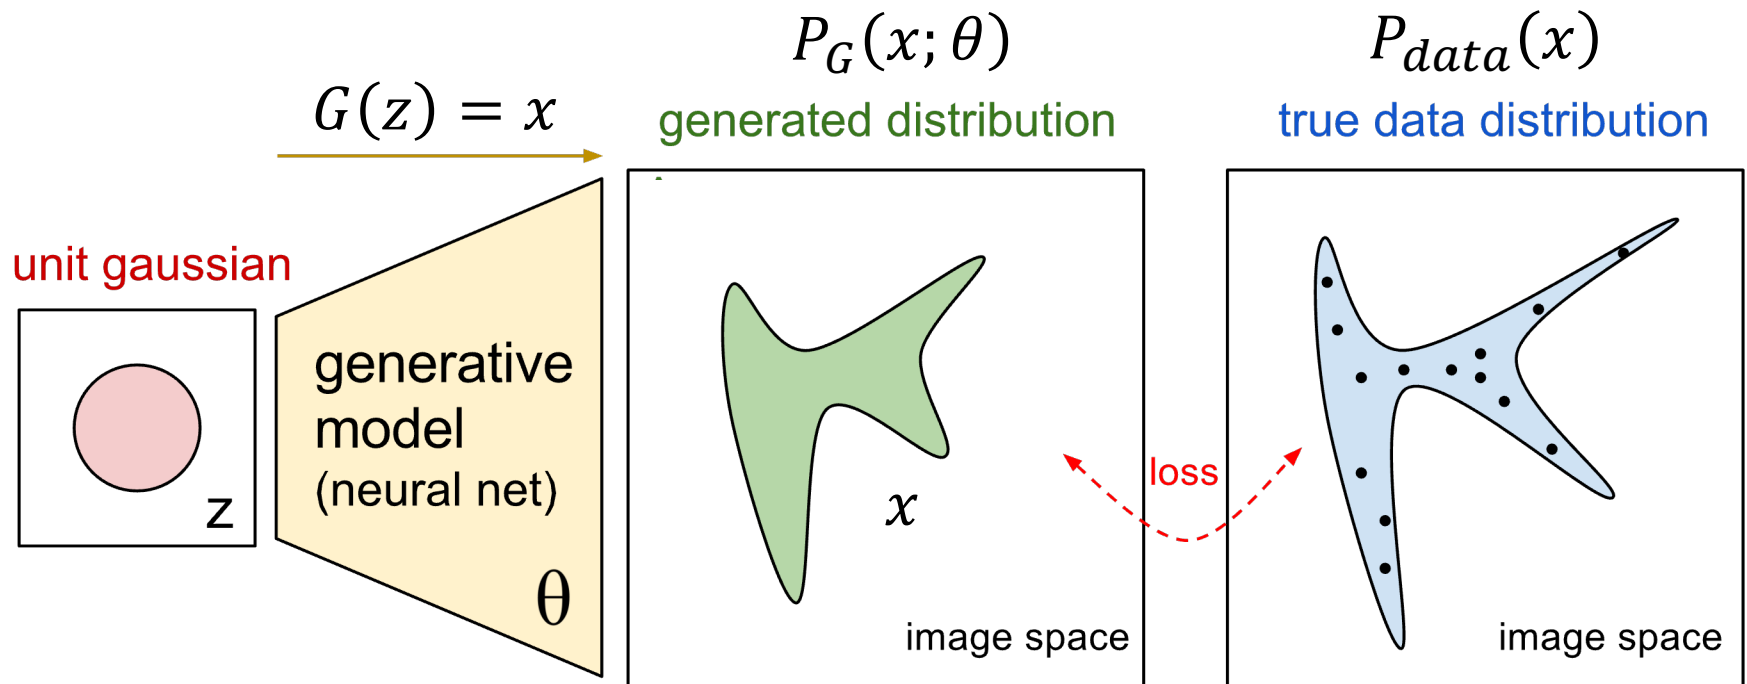 P_G(x; θ)
P_data(x)
G(z) = x
generated distribution
true data distribution
unit gaussian
z
generative
model
(neural net)
θ
x
loss
image space
image space